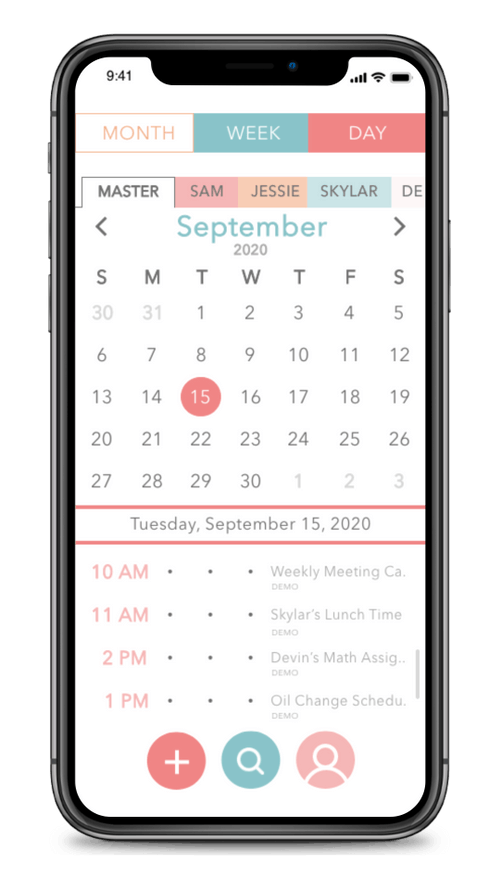 9:41
MONTH WEEK DAY
MASTER SAM JESSIE SKYLAR DE
September
2020
S M T W T F S
30 31 1 2 3 4 5
6 7 8 9 10 11 12
13 14 15 16 17 18 19
20 21 22 23 24 25 26
27 28 29 30 1 2 3
Tuesday, September 15, 2020
10 AM • • • Weekly Meeting Ca.
DEMO
11 AM • • • Skylar's Lunch Time
DEMO
2 PM • • • Devin's Math Assig..
DEMO
1 PM • • • Oil Change Schedu.
DEMO